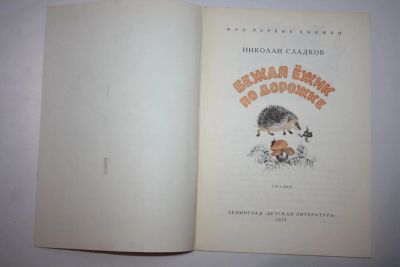 МОИ ПЕРВЫЕ КНИЖКИ
НИКОЛАЙ СЛАДКОВ
БЕЖАЛ ЁЖИК
ПО ДОРОЖКЕ
СКАЗКИ
ЛЕНИНГРАД «ДЕТСКАЯ ЛИТЕРАТУРА»